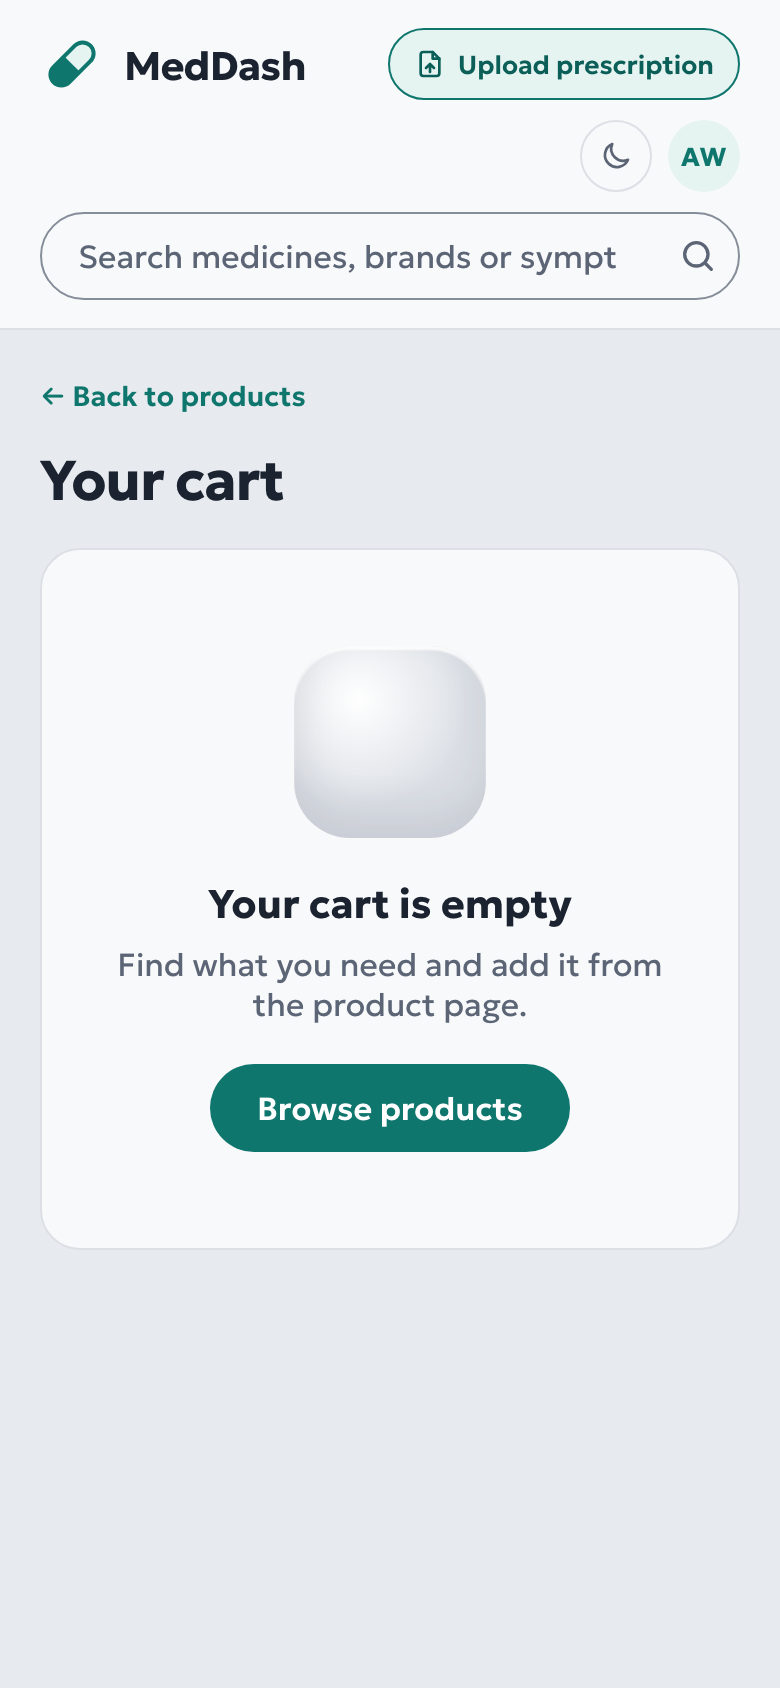 MedDash
Upload prescription
AW
Search medicines, brands or sympt
Back to products
Your cart
Your cart is empty
Find what you need and add it from
the product page.
Browse products